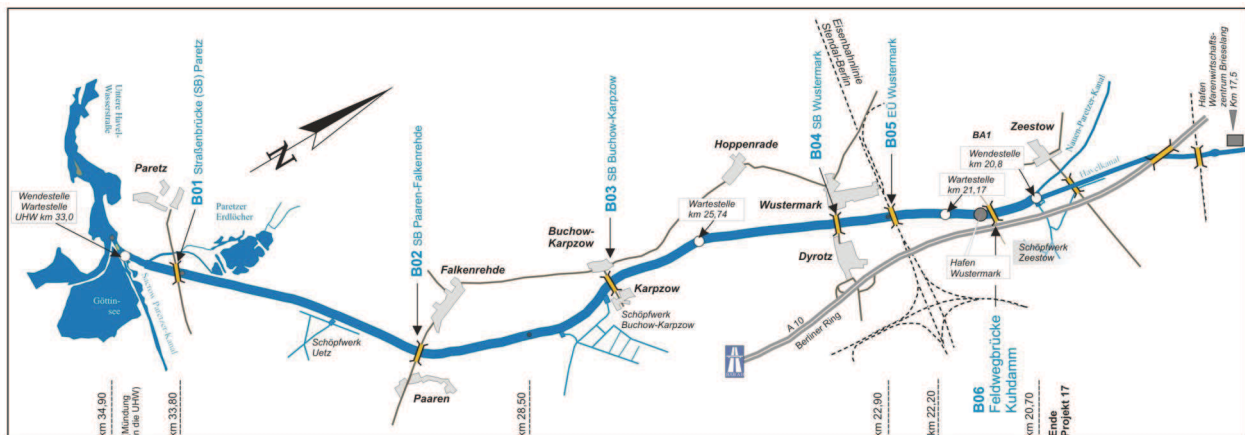 Untere Havel-
Wasserstraße
Paretz
Wendestelle
Wartestelle
UHW km 33,0
B01 Straßenbrücke (SB) Paretz
Paretzer
Erdlöcher
N
Göttin-
see
Sacrow-Paretzer-Kanal
Schöpfwerk
Uetz
B02 SB Paaren-Falkenrehde
Falkenrehde
Paaren
Buchow-
Karpzow
B03 SB Buchow-Karpzow
Karpzow
Schöpfwerk
Buchow-Karpzow
Wartestelle
km 25,74
Hoppenrade
Wustermark
Dyrotz
B04 SB Wustermark
Eisenbahnlinie
Stendal-Berlin
B05 EÜ Wustermark
BA1
Zeestow
Wendestelle
km 20,8
Wartestelle
km 21,17
Nauen-Paretzer-Kanal
Havelkanal
Hafen
Warenwirtschafts-
zentrum Brieselang
Km 17,5
Schöpfwerk
Zeestow
Hafen
Wustermark
A 10
Berliner Ring
B06
Feldwegbrücke
Kuhdamm
km 34,90
Mündung
n die UHW)
km 33,80
km 28,50
km 22,90
km 22,20
km 20,70
Ende
Projekt 17